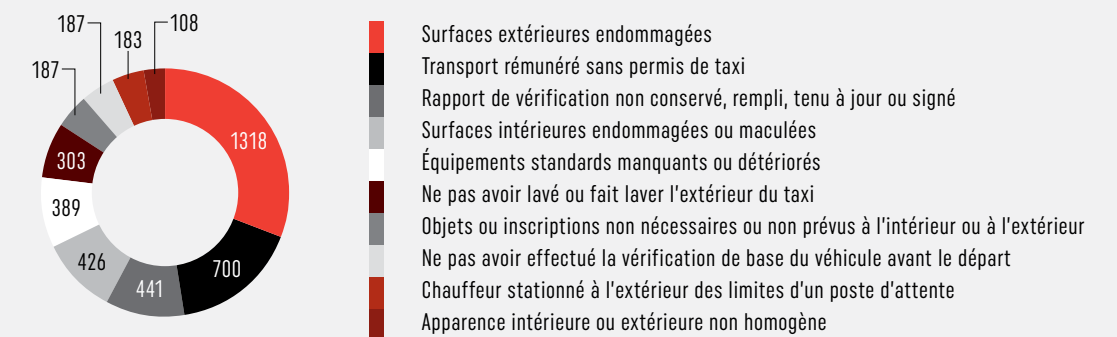 187
108
183
187
1318
303
389
700
426
441
Surfaces extérieures endommagées
Transport rémunéré sans permis de taxi
Rapport de vérification non conservé, rempli, tenu à jour ou signé
Surfaces intérieures endommagées ou maculées
Équipements standards manquants ou détériorés
Ne pas avoir lavé ou fait laver l'extérieur du taxi
Objets ou inscriptions non nécessaires ou non prévus à l'intérieur ou à l'extérieur
Ne pas avoir effectué la vérification de base du véhicule avant le départ
Chauffeur stationné à l'extérieur des limites d'un poste d'attente
Apparence intérieure ou extérieure non homogène